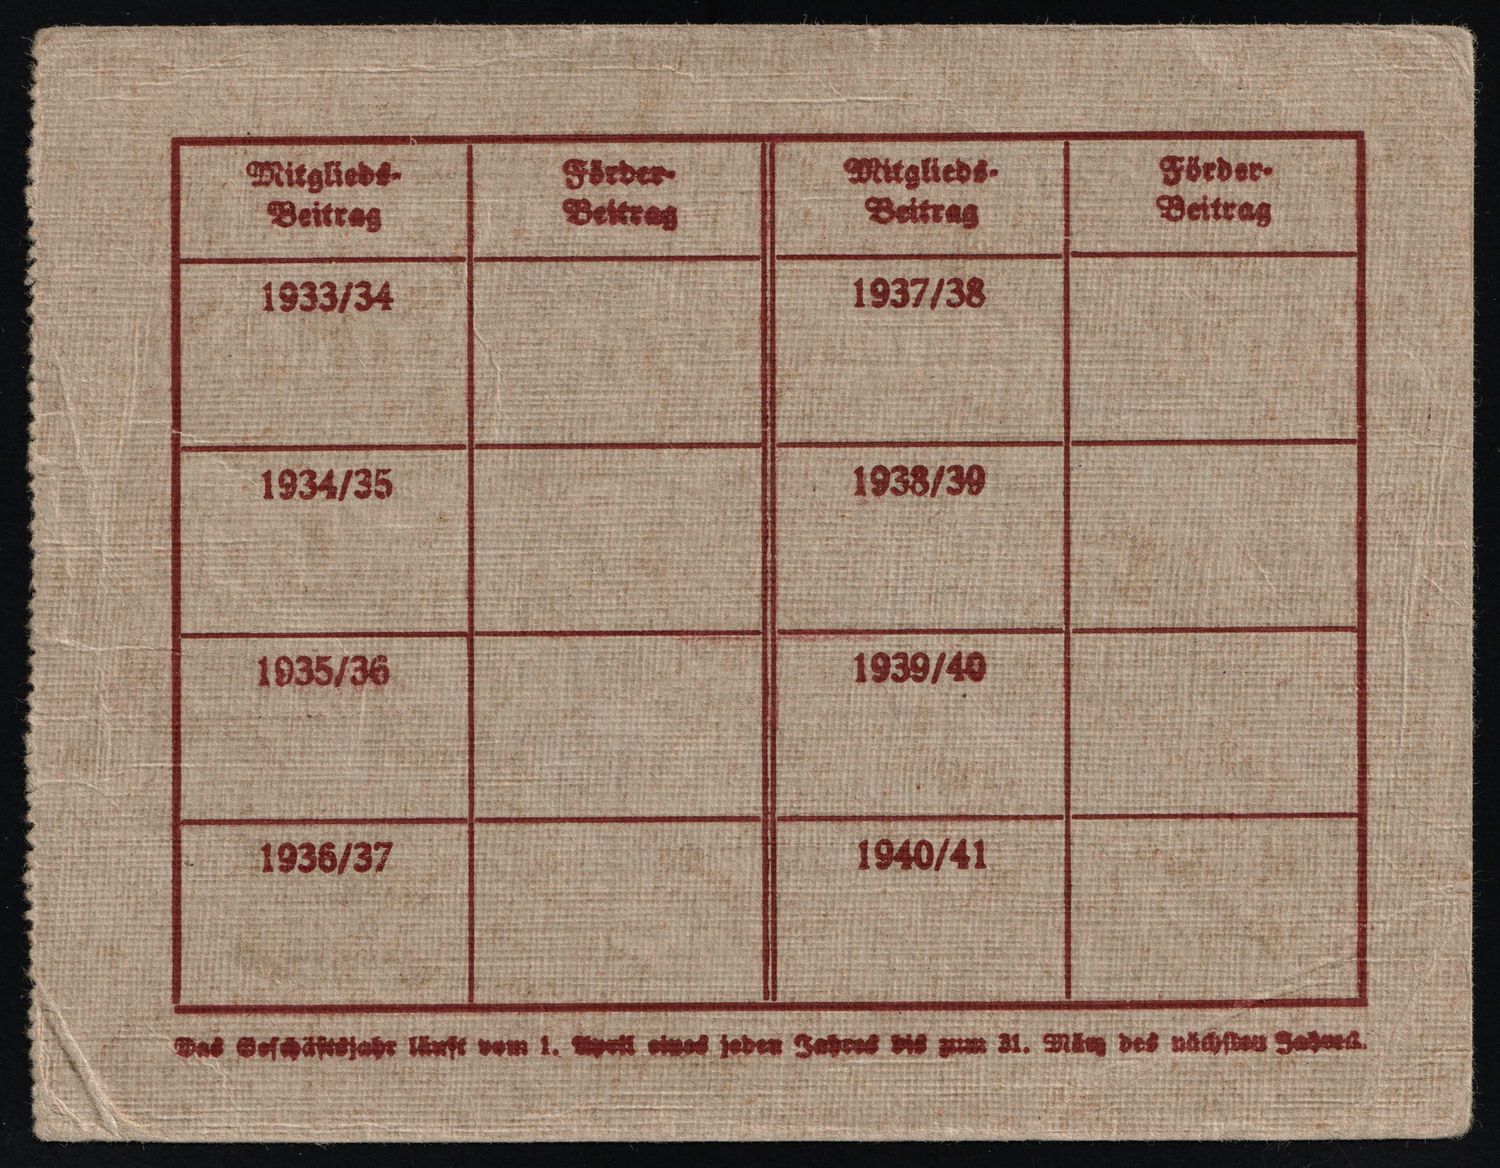 Mitglieds-
Beitrag
Förder-
Beitrag
Mitglieds-
Beitrag
Förder-
Beitrag
1933/34
1937/38
1934/35
1938/39
1935/36
1939/40
1936/37
1940/41
Das Geschäftsjahr läuft vom 1. April eines jeden Jahres bis zum 31. März des nächsten Jahres.